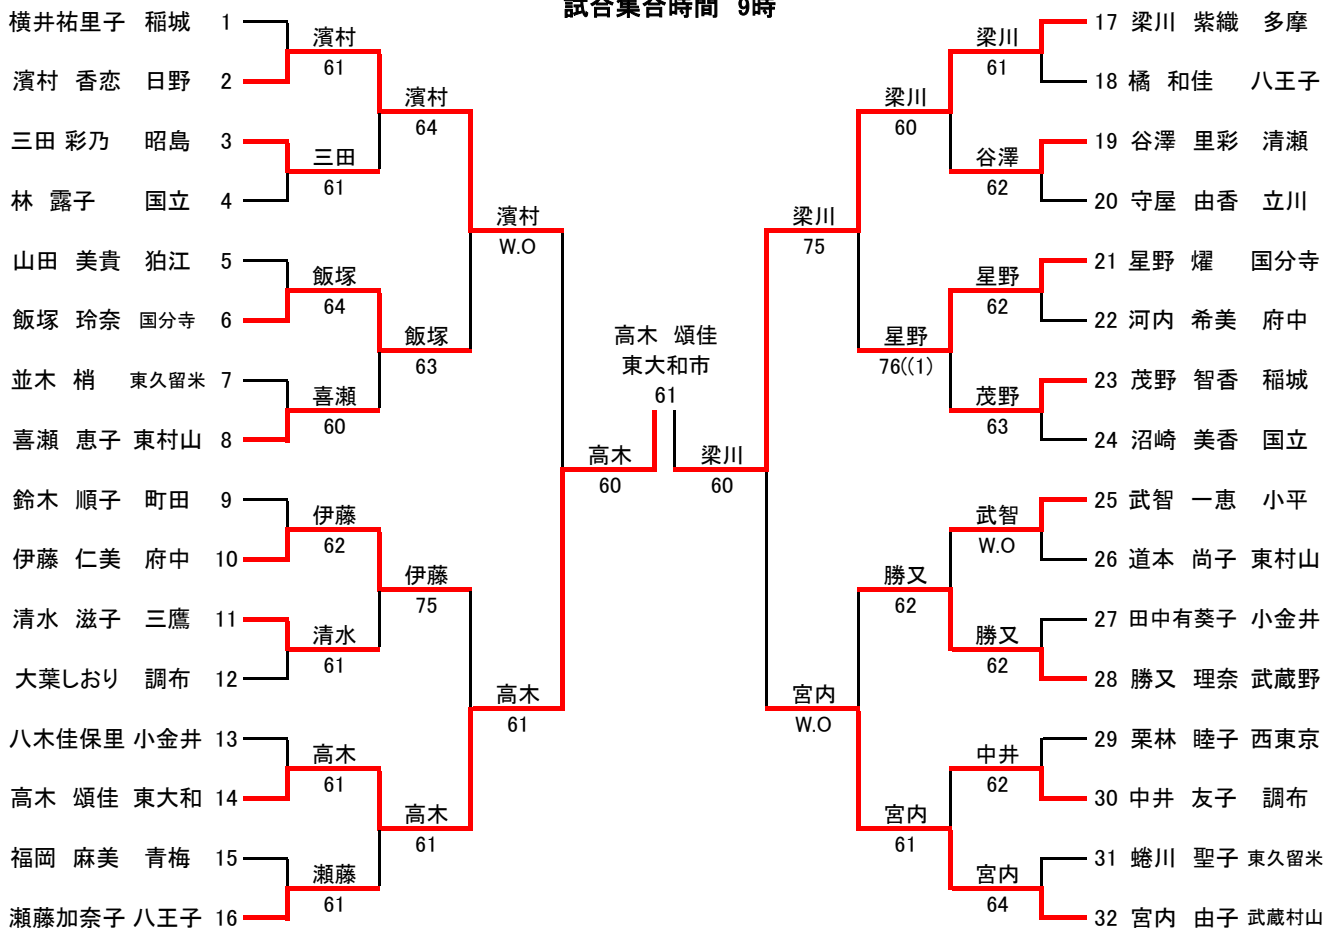 試合集合時間 9時
横井祐里子 稲城 1
濱村 香恋 日野 2
三田 彩乃 昭島 3
林 露子 国立 4
山田 美貴 狛江 5
飯塚 玲奈 国分寺 6
並木 梢 東久留米 7
喜瀬 恵子 東村山 8
鈴木 順子 町田 9
伊藤 仁美 府中 10
清水 滋子 三鷹 11
大葉しおり 調布 12
八木佳保里 小金井 13
高木 頌佳 東大和 14
福岡 麻美 青梅 15
瀬藤加奈子 八王子 16
濱村
61
三田
61
飯塚
64
喜瀬
60
伊藤
62
清水
61
高木
61
瀬藤
61
濱村
64
飯塚
63
伊藤
75
高木
61
濱村
W.O
高木
61
高木
60
高木 頌佳
東大和市
61
梁川
60
梁川
75
宮内
W.O
梁川
60
星野
76((1)
勝又
62
宮内
61
梁川
61
谷澤
62
星野
62
茂野
63
武智
W.O
勝又
62
中井
62
宮内
64
17 梁川 紫織 多摩
18 橘 和佳 八王子
19 谷澤 里彩 清瀬
20 守屋 由香 立川
21 星野 燿 国分寺
22 河内 希美 府中
23 茂野 智香 稲城
24 沼崎 美香 国立
25 武智 一恵 小平
26 道本 尚子 東村山
27 田中有葵子 小金井
28 勝又 理奈 武蔵野
29 栗林 睦子 西東京
30 中井 友子 調布
31 蜷川 聖子 東久留米
32 宮内 由子 武蔵村山